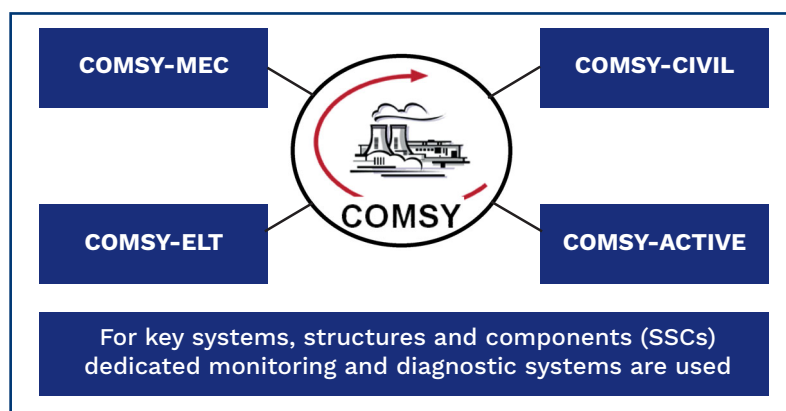 COMSY-MEC
COMSY-CIVIL
COMSY
COMSY-ELT
COMSY-ACTIVE
For key systems, structures and components (SSCs)
dedicated monitoring and diagnostic systems are used